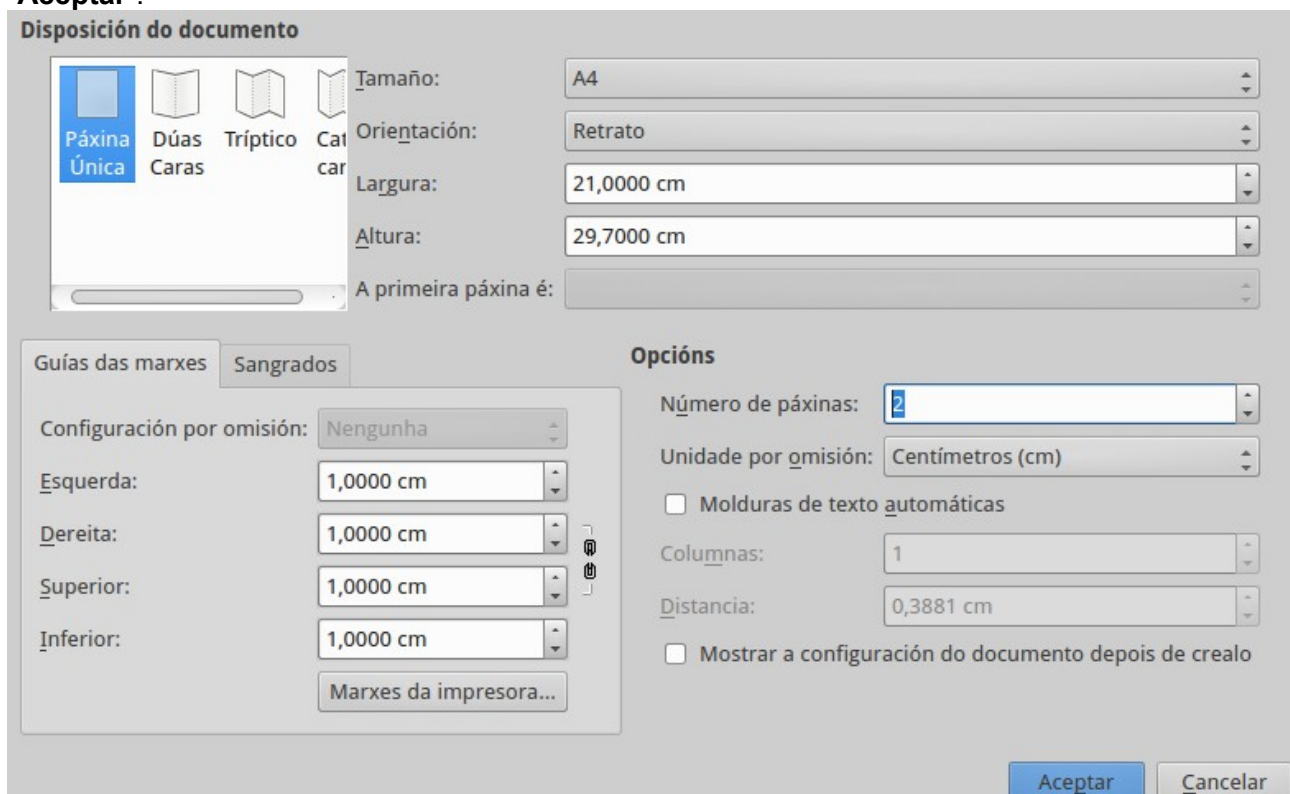 "Aceptar".
Disposición do documento
Páxina Única
Dúas Caras
Tríptico
Cat
car
Tamaño: A4
Orientación: Retrato
Largura: 21,0000 cm
Altura: 29,7000 cm
A primeira páxina é:
Guías das marxes Sangrados
Configuración por omisión: Nengunha
Esquerda: 1,0000 cm
Dereita: 1,0000 cm
Superior: 1,0000 cm
Inferior: 1,0000 cm
Marxes da impresora...
Opcións
Número de páxinas: 2
Unidade por omisión: Centímetros (cm)
Molduras de texto automáticas
Columnas: 1
Distancia: 0,3881 cm
Mostrar a configuración do documento depois de crealo
Aceptar Cancelar